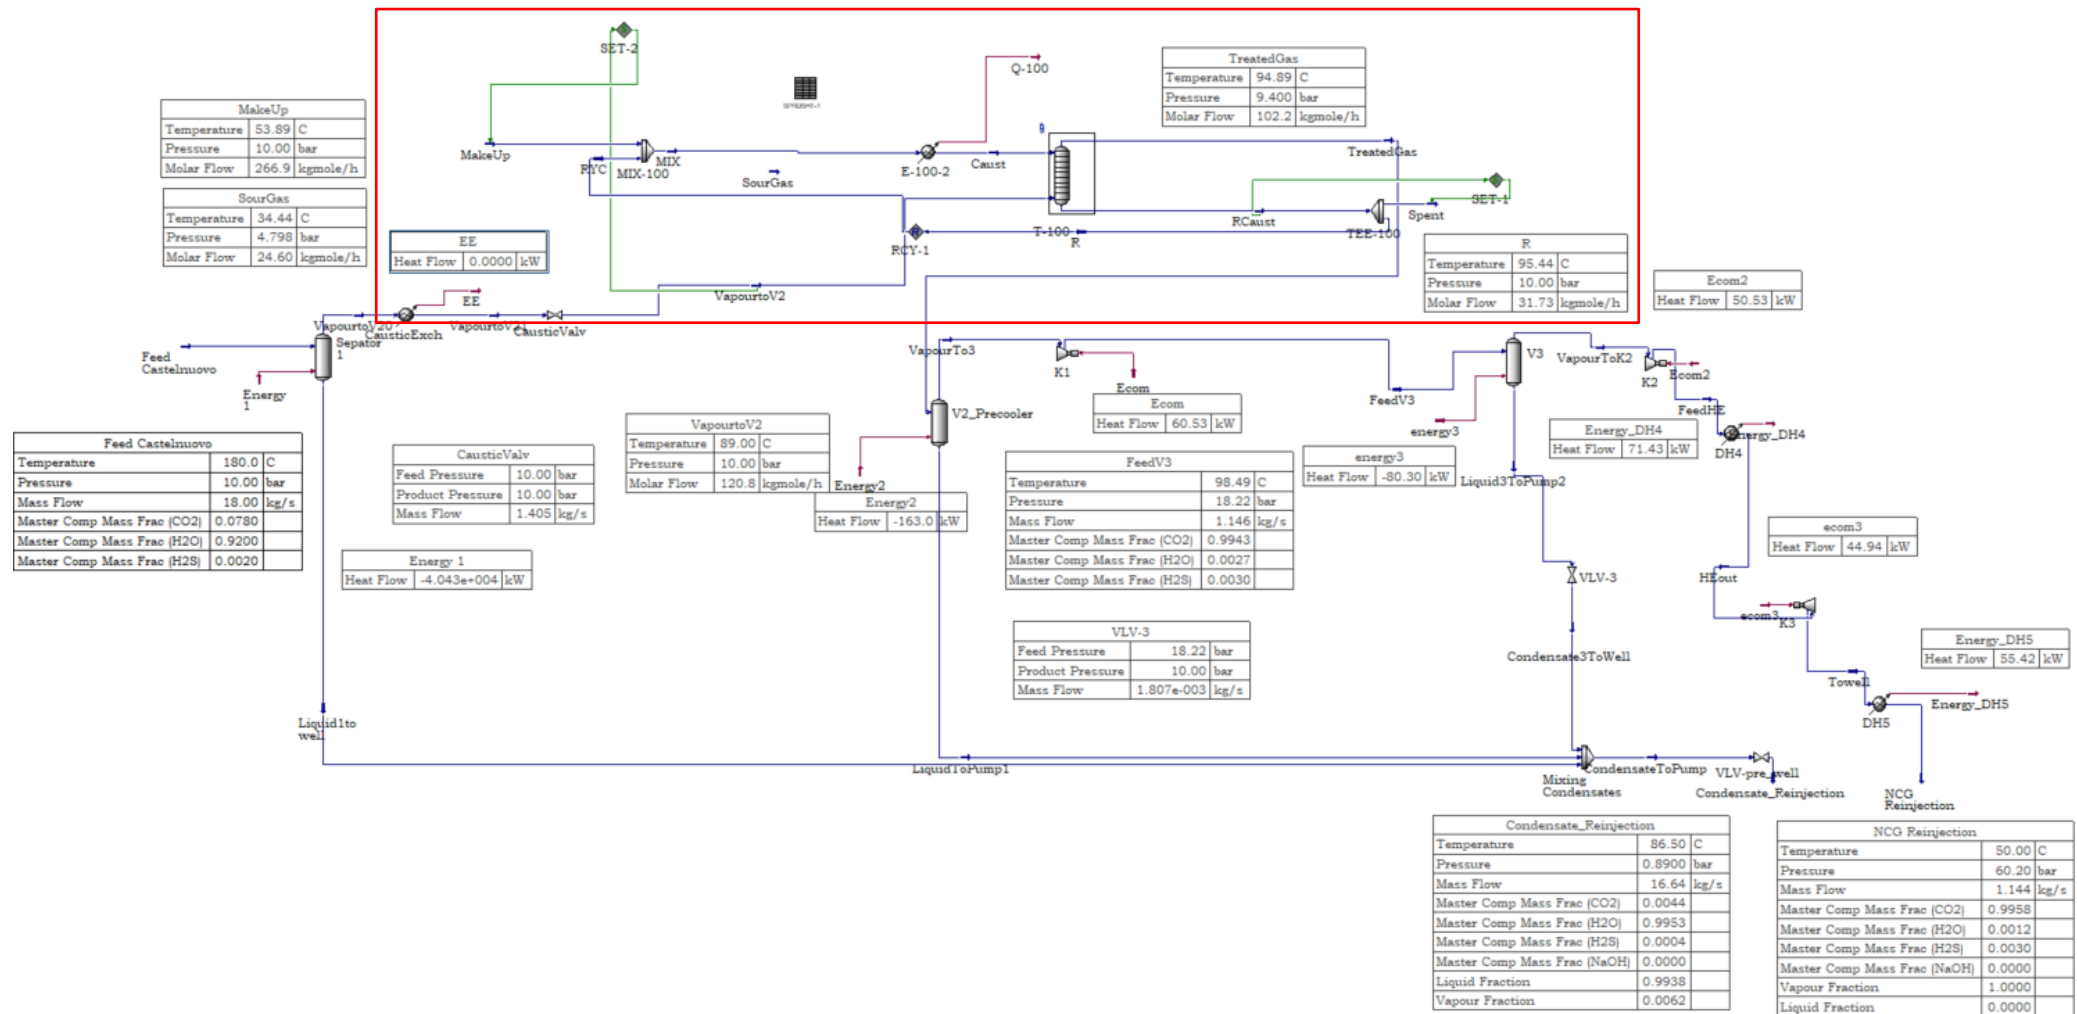 SET-2
Q-100
SPRDSHT-1
TreatedGas
Temperature 94.89 C
Pressure 9.400 bar
Molar Flow 102.2 kgmole/h
MakeUp
Temperature 53.89 C
Pressure 10.00 bar
Molar Flow 266.9 kgmole/h
MakeUp
RYC
MIX-100
MIX
E-100-2
Caust
TreatedGas
SourGas
SourGas
Temperature 34.44 C
Pressure 4.798 bar
Molar Flow 24.60 kgmole/h
SET-1
Spent
RCaust
TEE-100
T-100
R
RCY-1
EE
Heat Flow 0.0000 kW
R
Temperature 95.44 C
Pressure 10.00 bar
Molar Flow 31.73 kgmole/h
Ecom2
Heat Flow 50.53 kW
EE
VapourtoV2
VapourtoV20
CausticExch
VapourtoV21
CausticValv
Sepator
1
Feed
Castelnuovo
Energy
1
VapourTo3
K1
Ecom
V3
VapourToK2
K2
Ecom2
FeedV3
FeedHE
V2_Precooler
Ecom
Heat Flow 60.53 kW
energy3
Energy_DH4
DH4
Energy_DH4
Heat Flow 71.43 kW
Feed Castelnuovo
Temperature 180.0 C
Pressure 10.00 bar
Mass Flow 18.00 kg/s
Master Comp Mass Frac (CO2) 0.0780
Master Comp Mass Frac (H2O) 0.9200
Master Comp Mass Frac (H2S) 0.0020
CausticValv
Feed Pressure 10.00 bar
Product Pressure 10.00 bar
Mass Flow 1.405 kg/s
VapourtoV2
Temperature 89.00 C
Pressure 10.00 bar
Molar Flow 120.8 kgmole/h
Energy2
Energy2
Heat Flow -163.0 kW
FeedV3
Temperature 98.49 C
Pressure 18.22 bar
Mass Flow 1.146 kg/s
Master Comp Mass Frac (CO2) 0.9943
Master Comp Mass Frac (H2O) 0.0027
Master Comp Mass Frac (H2S) 0.0030
energy3
Heat Flow -80.30 kW
Liquid3ToPump2
Energy 1
Heat Flow -4.043e+004 kW
ecom3
Heat Flow 44.94 kW
VLV-3
HEout
ecom3
K3
VLV-3
Feed Pressure 18.22 bar
Product Pressure 10.00 bar
Mass Flow 1.807e-003 kg/s
Condensate3ToWell
Energy_DH5
Heat Flow 55.42 kW
Towell
DH5
Energy_DH5
Liquid1to
well
LiquidToPump1
Mixing
Condensates
CondensateToPump
VLV-pre_well
Condensate_Reinjection
NCG
Reinjection
Condensate_Reinjection
Temperature 86.50 C
Pressure 0.8900 bar
Mass Flow 16.64 kg/s
Master Comp Mass Frac (CO2) 0.0044
Master Comp Mass Frac (H2O) 0.9953
Master Comp Mass Frac (H2S) 0.0004
Master Comp Mass Frac (NaOH) 0.0000
Liquid Fraction 0.9938
Vapour Fraction 0.0062
NCG Reinjection
Temperature 50.00 C
Pressure 60.20 bar
Mass Flow 1.144 kg/s
Master Comp Mass Frac (CO2) 0.9958
Master Comp Mass Frac (H2O) 0.0012
Master Comp Mass Frac (H2S) 0.0030
Master Comp Mass Frac (NaOH) 0.0000
Vapour Fraction 1.0000
Liquid Fraction 0.0000